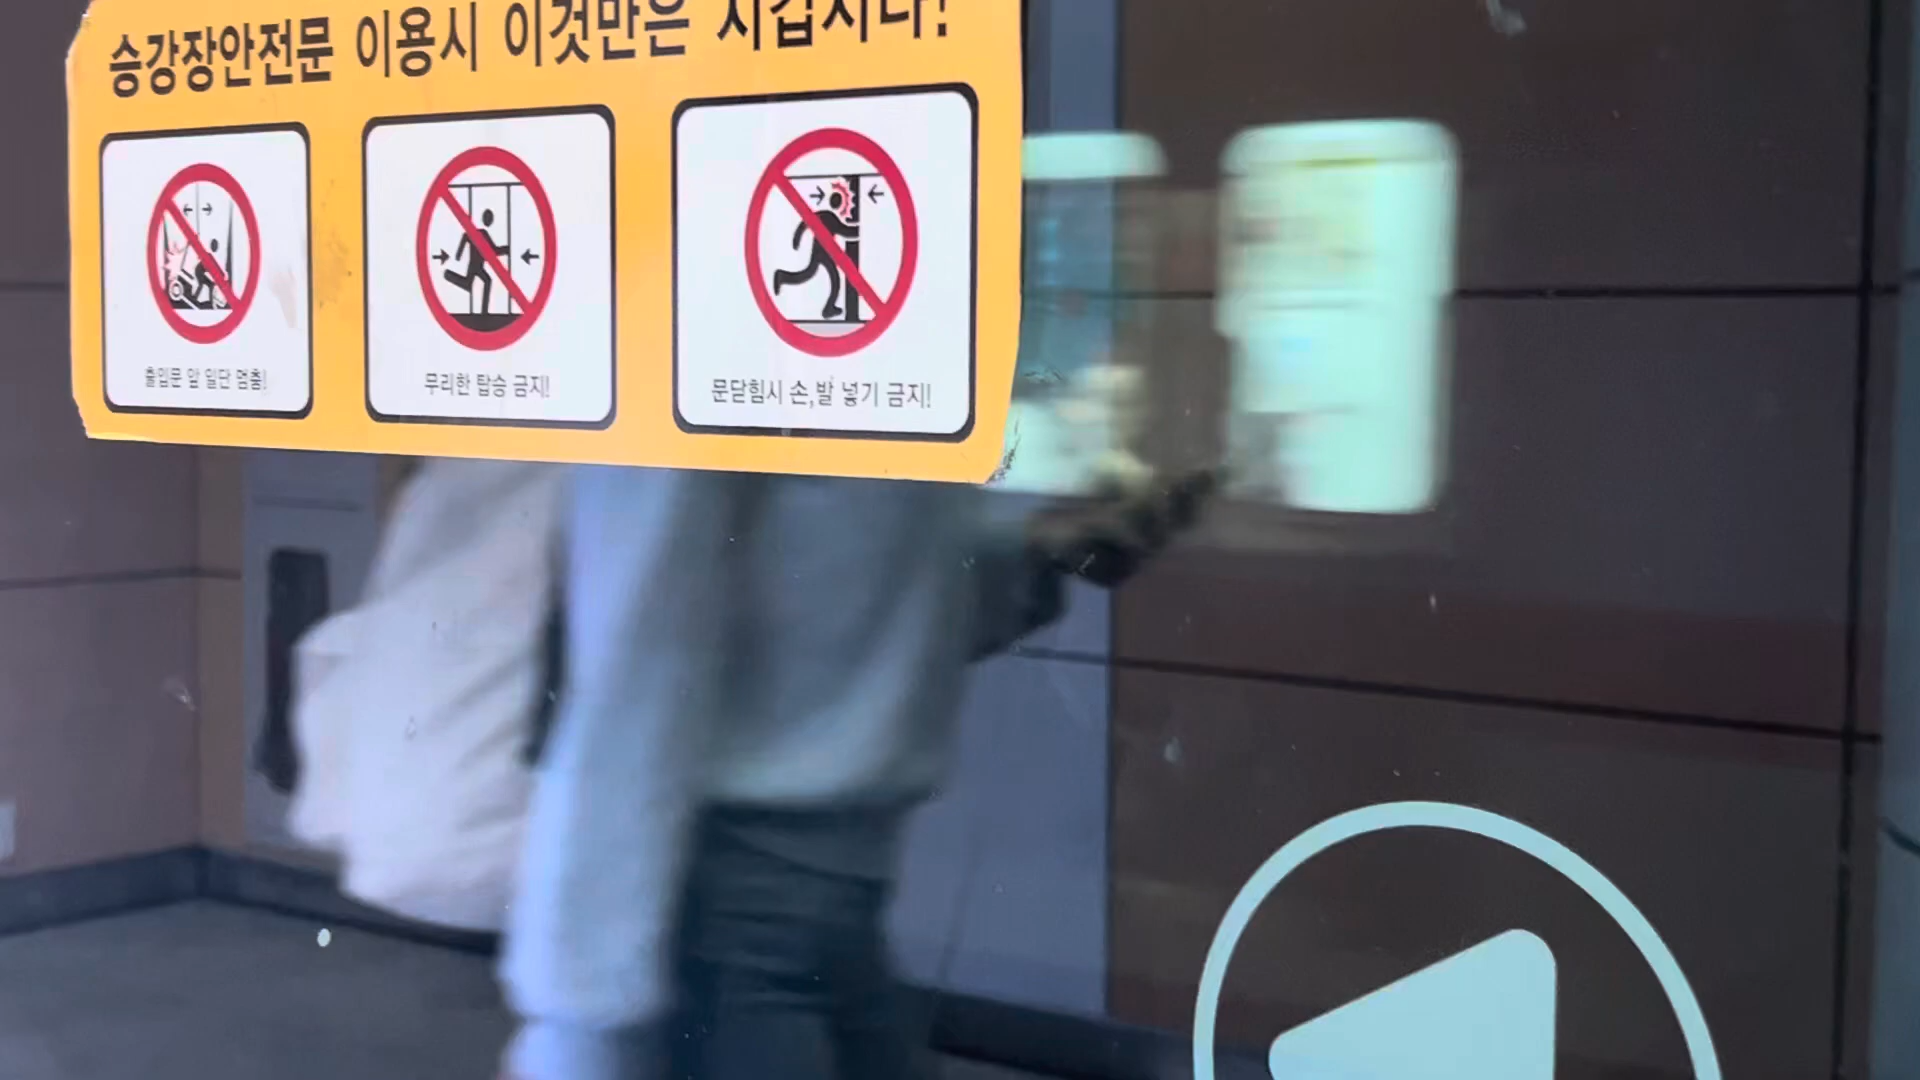 승강장안전문 이용시 이것만은 지킵시다!
출입문 앞 일단 멈춤!
무리한 탑승 금지!
문닫힘시 손,발 넣기 금지!